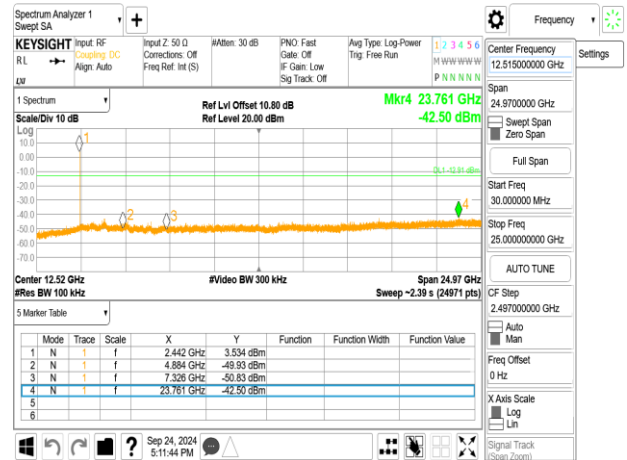 Spectrum Analyzer 1
Swept SA
Frequency
KEYSIGHT
Input: RF
Coupling: DC
Align: Auto
Input Z: 50 Ω
Corrections: Off
Freq Ref: Int (S)
#Atten: 30 dB
PNO: Fast
Gate: Off
IF Gain: Low
Sig Track: Off
Avg Type: Log-Power
Trig: Free Run
1 2 3 4 5 6
M W W W W W
P N N N N N
RL
Center Frequency
12.515000000 GHz
Settings
Span
24.9700000 GHz
Swept Span
Zero Span
Full Span
Start Freq
30.000000 MHz
Stop Freq
25.000000000 GHz
AUTO TUNE
CF Step
2.497000000 GHz
Auto
Man
Freq Offset
0 Hz
X Axis Scale
Log
Lin
Signal Track
(Span Zoom)
1 Spectrum
Scale/Div 10 dB
Ref Lvl Offset 10.80 dB
Ref Level 20.00 dBm
Mkr4 23.761 GHz
-42.50 dBm
Log
10.0
0.00
-10.0
-20.0
-30.0
-40.0
-50.0
-60.0
-70.0
1
2
3
4
DL1 -12.91 dBm
Center 12.52 GHz
#Res BW 100 kHz
#Video BW 300 kHz
Span 24.97 GHz
Sweep ~2.39 s (24971 pts)
5 Marker Table
Mode Trace Scale X Y Function Function Width Function Value
1 N 1 f 2.442 GHz 3.534 dBm
2 N 1 f 4.884 GHz -49.93 dBm
3 N 1 f 7.326 GHz -50.83 dBm
4 N 1 f 23.761 GHz -42.50 dBm
5
6
?
Sep 24, 2024
5:11:44 PM